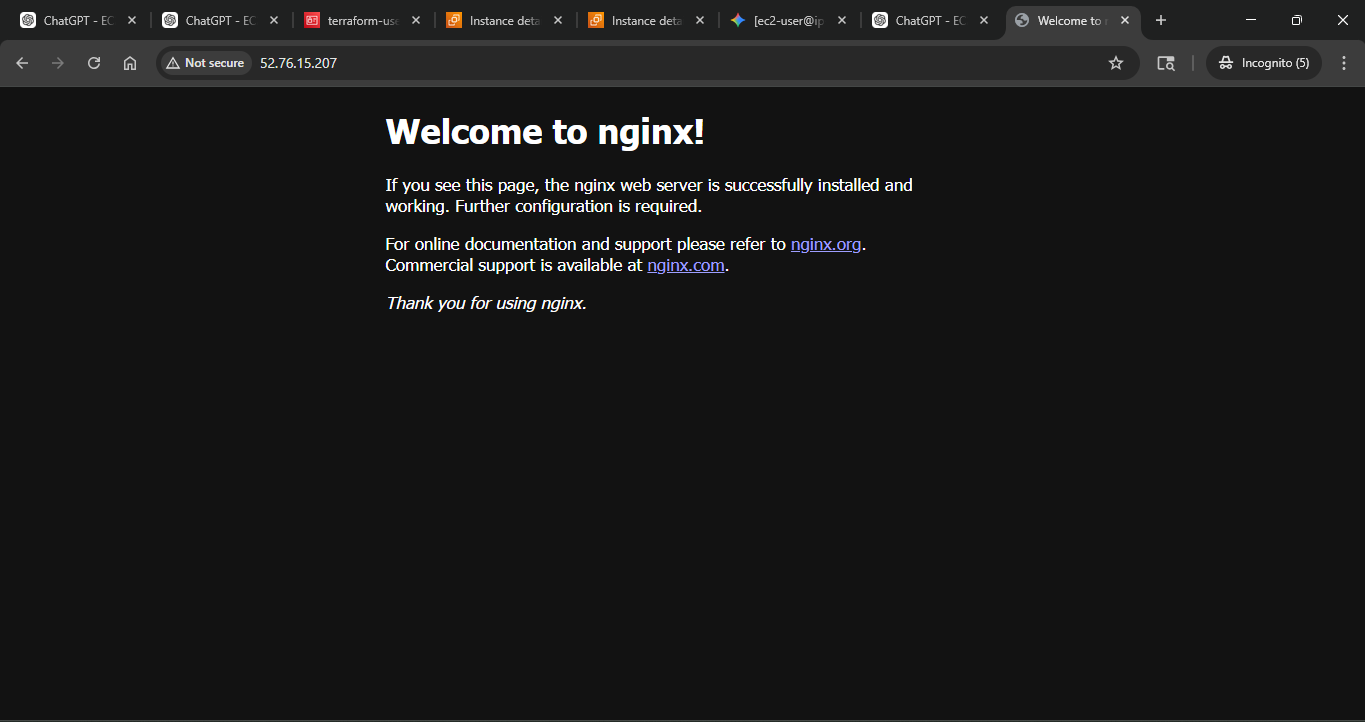 ChatGPT - EC
ChatGPT - EC
terraform-use
Instance deta
Instance deta
[ec2-user@ip
ChatGPT - EC
Welcome to
Not secure
52.76.15.207
Incognito (5)
Welcome to nginx!
If you see this page, the nginx web server is successfully installed and
working. Further configuration is required.
For online documentation and support please refer to nginx.org.
Commercial support is available at nginx.com.
Thank you for using nginx.